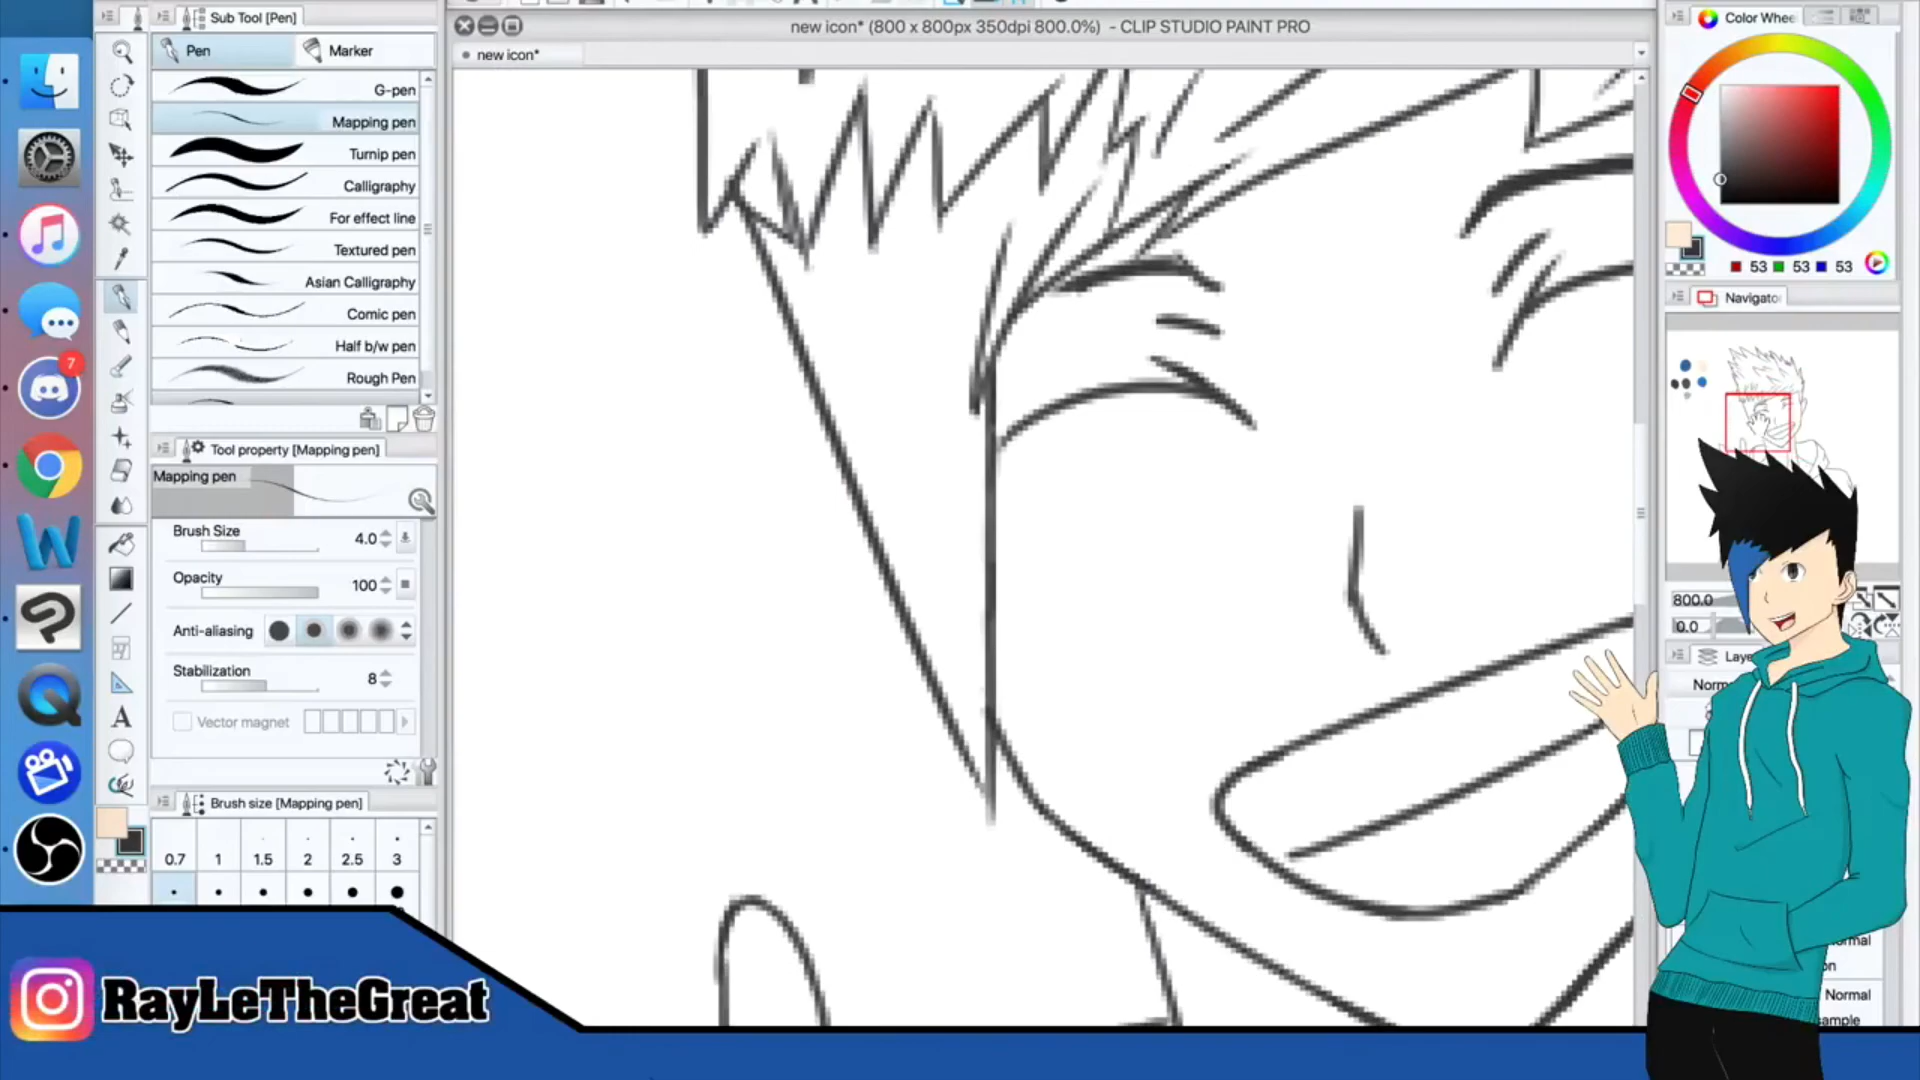 Sub Tool [Pen]
Pen
Marker
G-pen
Mapping pen
Turnip pen
Calligraphy
For effect line
Textured pen
Asian Calligraphy
Comic pen
Half b/w pen
Rough Pen
Tool property [Mapping pen]
Mapping pen
Brush Size
4.0
Opacity
100
Anti-aliasing
Stabilization
8
Vector magnet
Brush size [Mapping pen]
0.7 1 1.5 2 2.5 3
new icon* (800 x 800px 350dpi 800.0%) - CLIP STUDIO PAINT PRO
new icon*
Color Whee
53 53 53
Navigator
800.0
0.0
Laye
Norm
ormal
on
Normal
sample
7
A
RayLeTheGreat